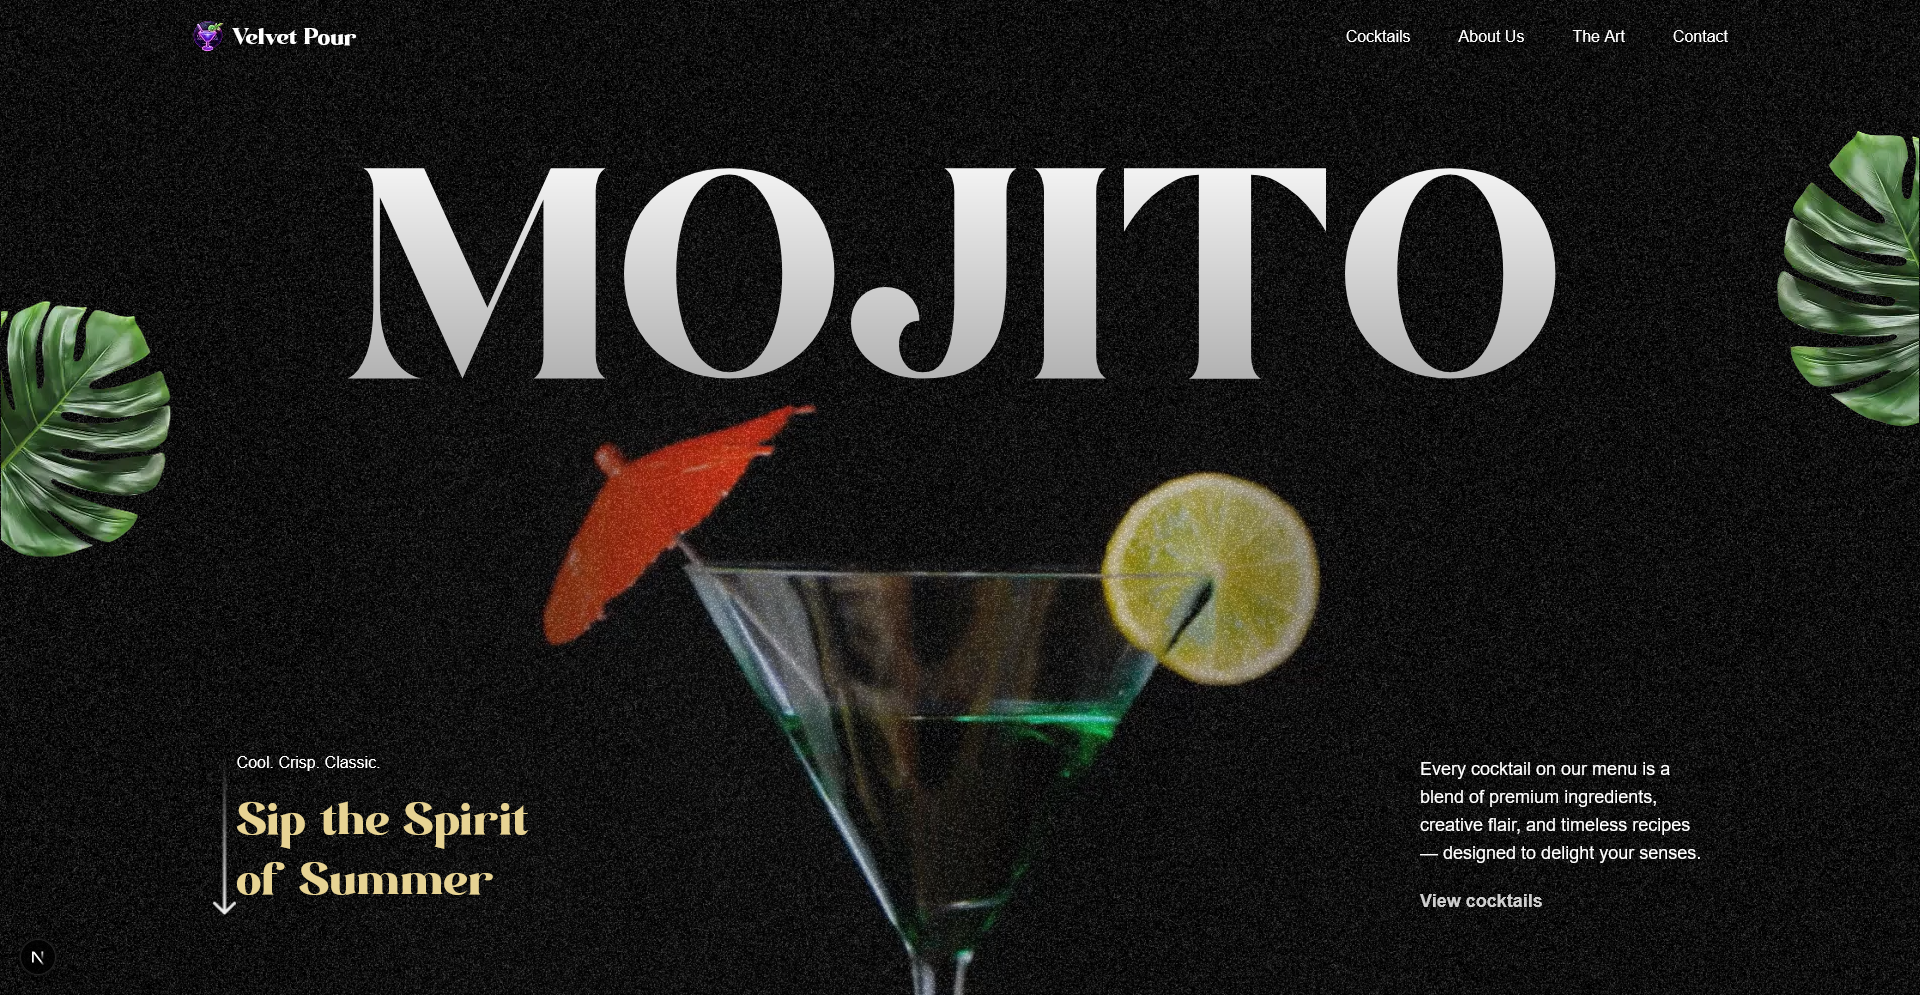 Velvet Pour
Cocktails
About Us
The Art
Contact
MOJITO
Cool. Crisp. Classic.
Sip the Spirit
of Summer
Every cocktail on our menu is a
blend of premium ingredients,
creative flair, and timeless recipes
— designed to delight your senses.
View cocktails
N